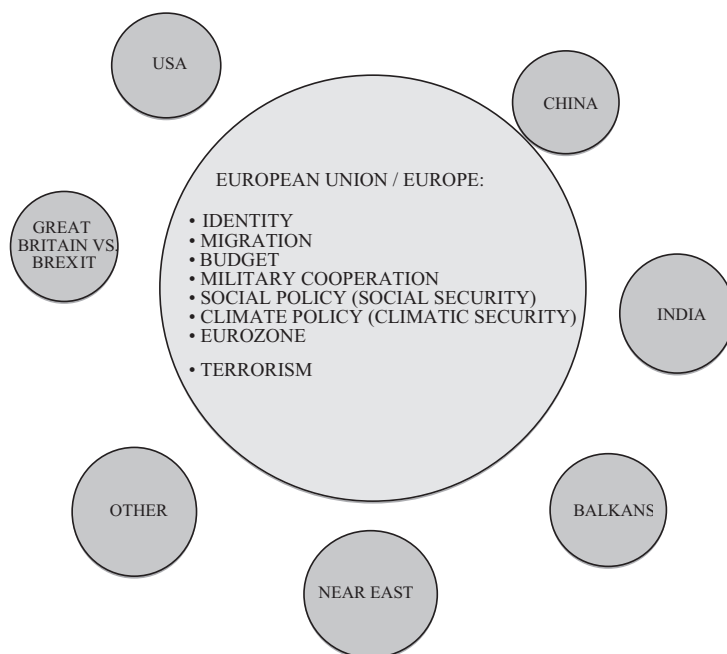 USA
CHINA
EUROPEAN UNION / EUROPE:
• IDENTITY
• MIGRATION
• BUDGET
• MILITARY COOPERATION
• SOCIAL POLICY (SOCIAL SECURITY)
• CLIMATE POLICY (CLIMATIC SECURITY)
• EUROZONE
• TERRORISM
GREAT
BRITAIN VS.
BREXIT
INDIA
OTHER
BALKANS
NEAR EAST